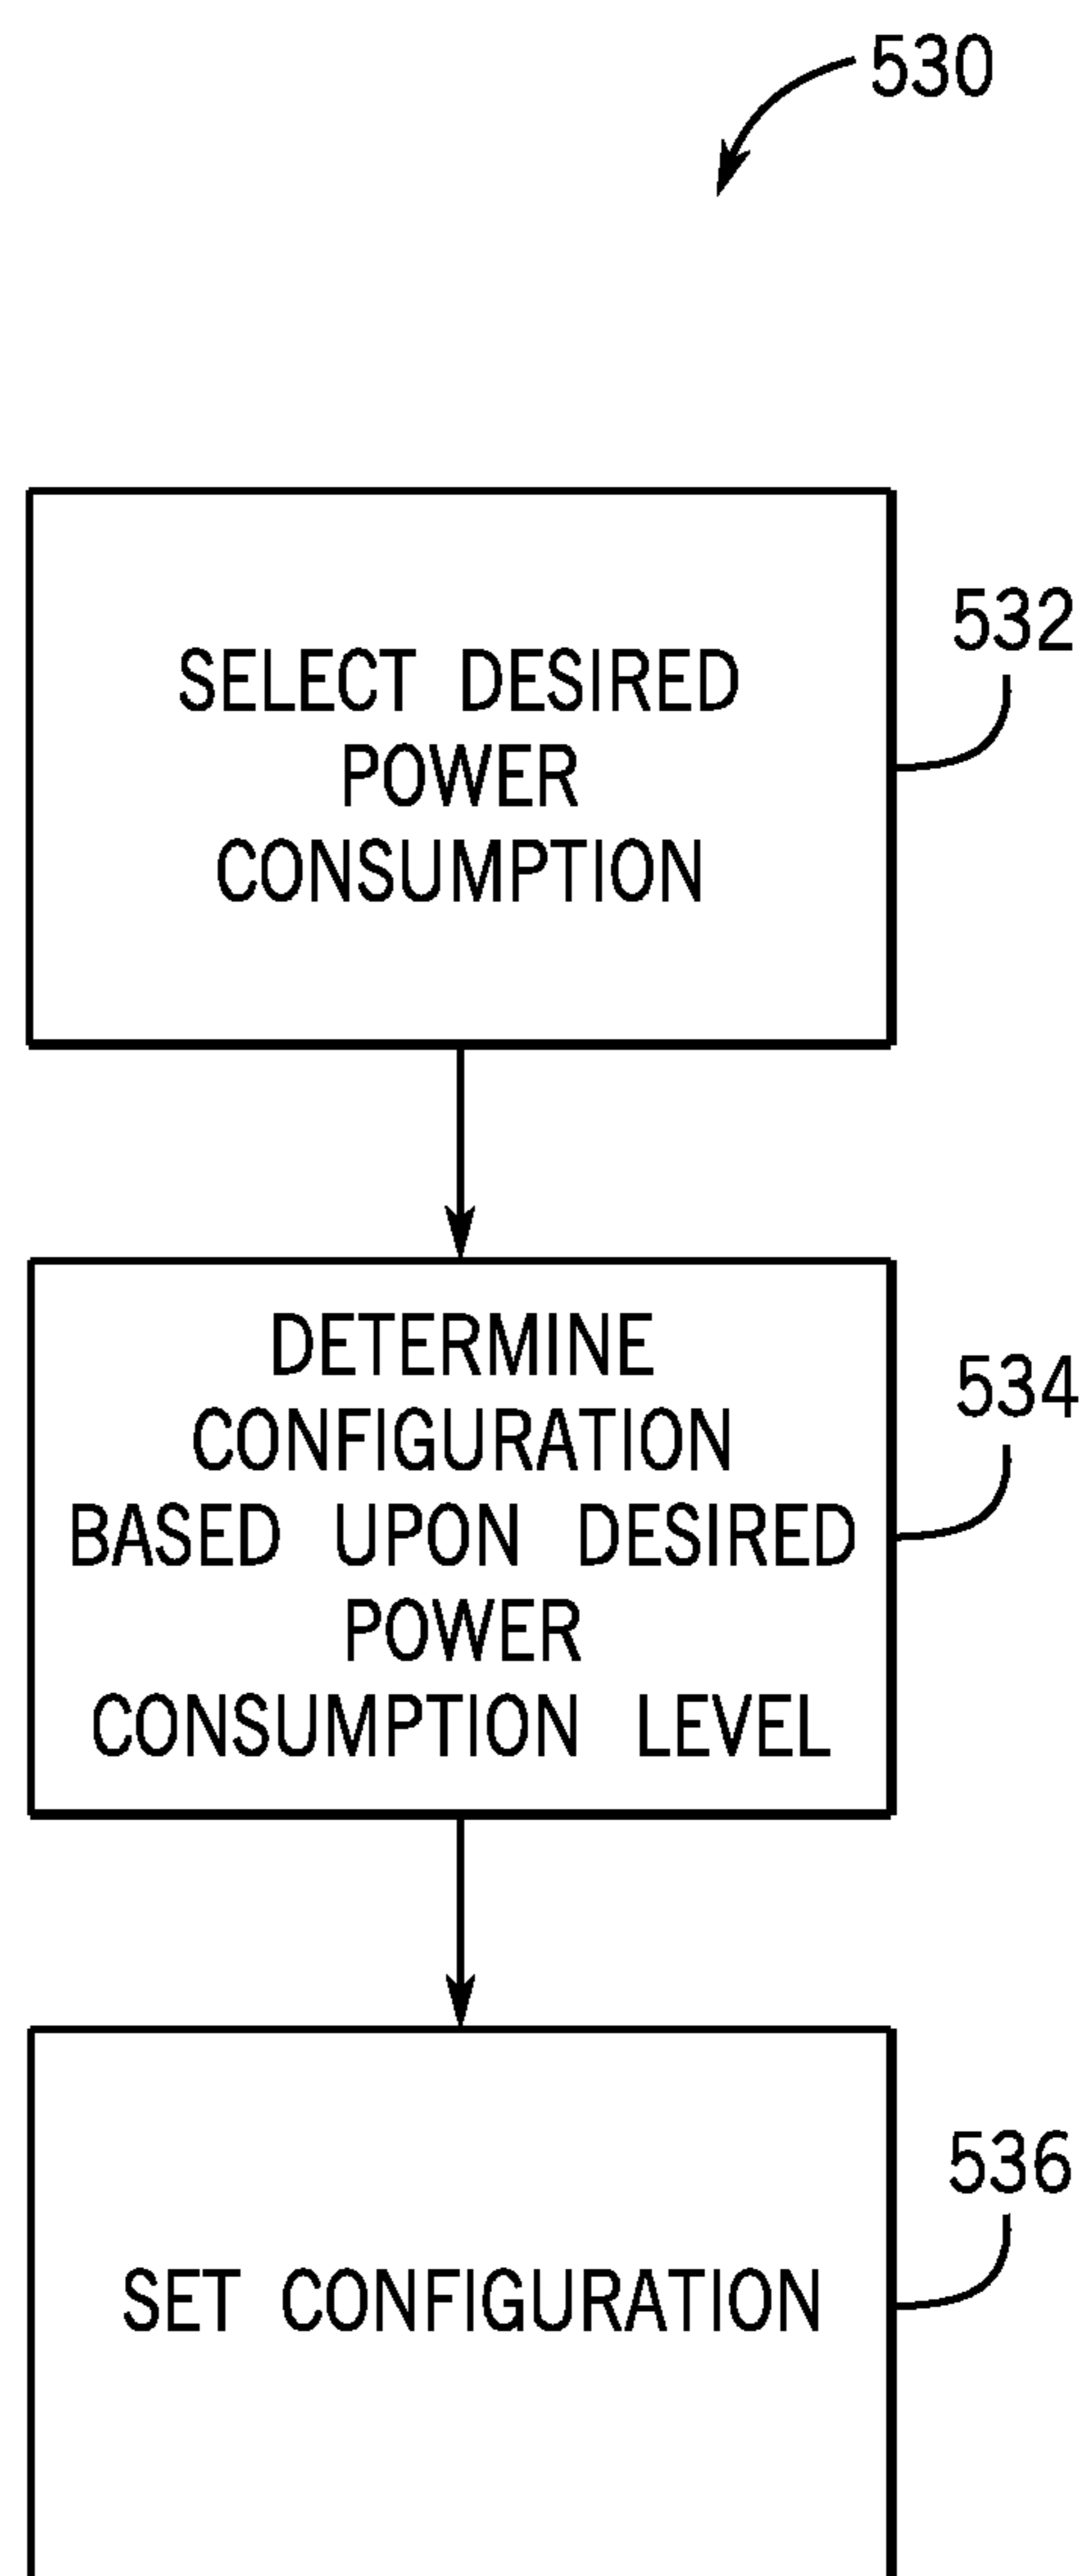 530
SELECT DESIRED
POWER
CONSUMPTION
532
DETERMINE
CONFIGURATION
BASED UPON DESIRED
POWER
CONSUMPTION LEVEL
534
SET CONFIGURATION
536